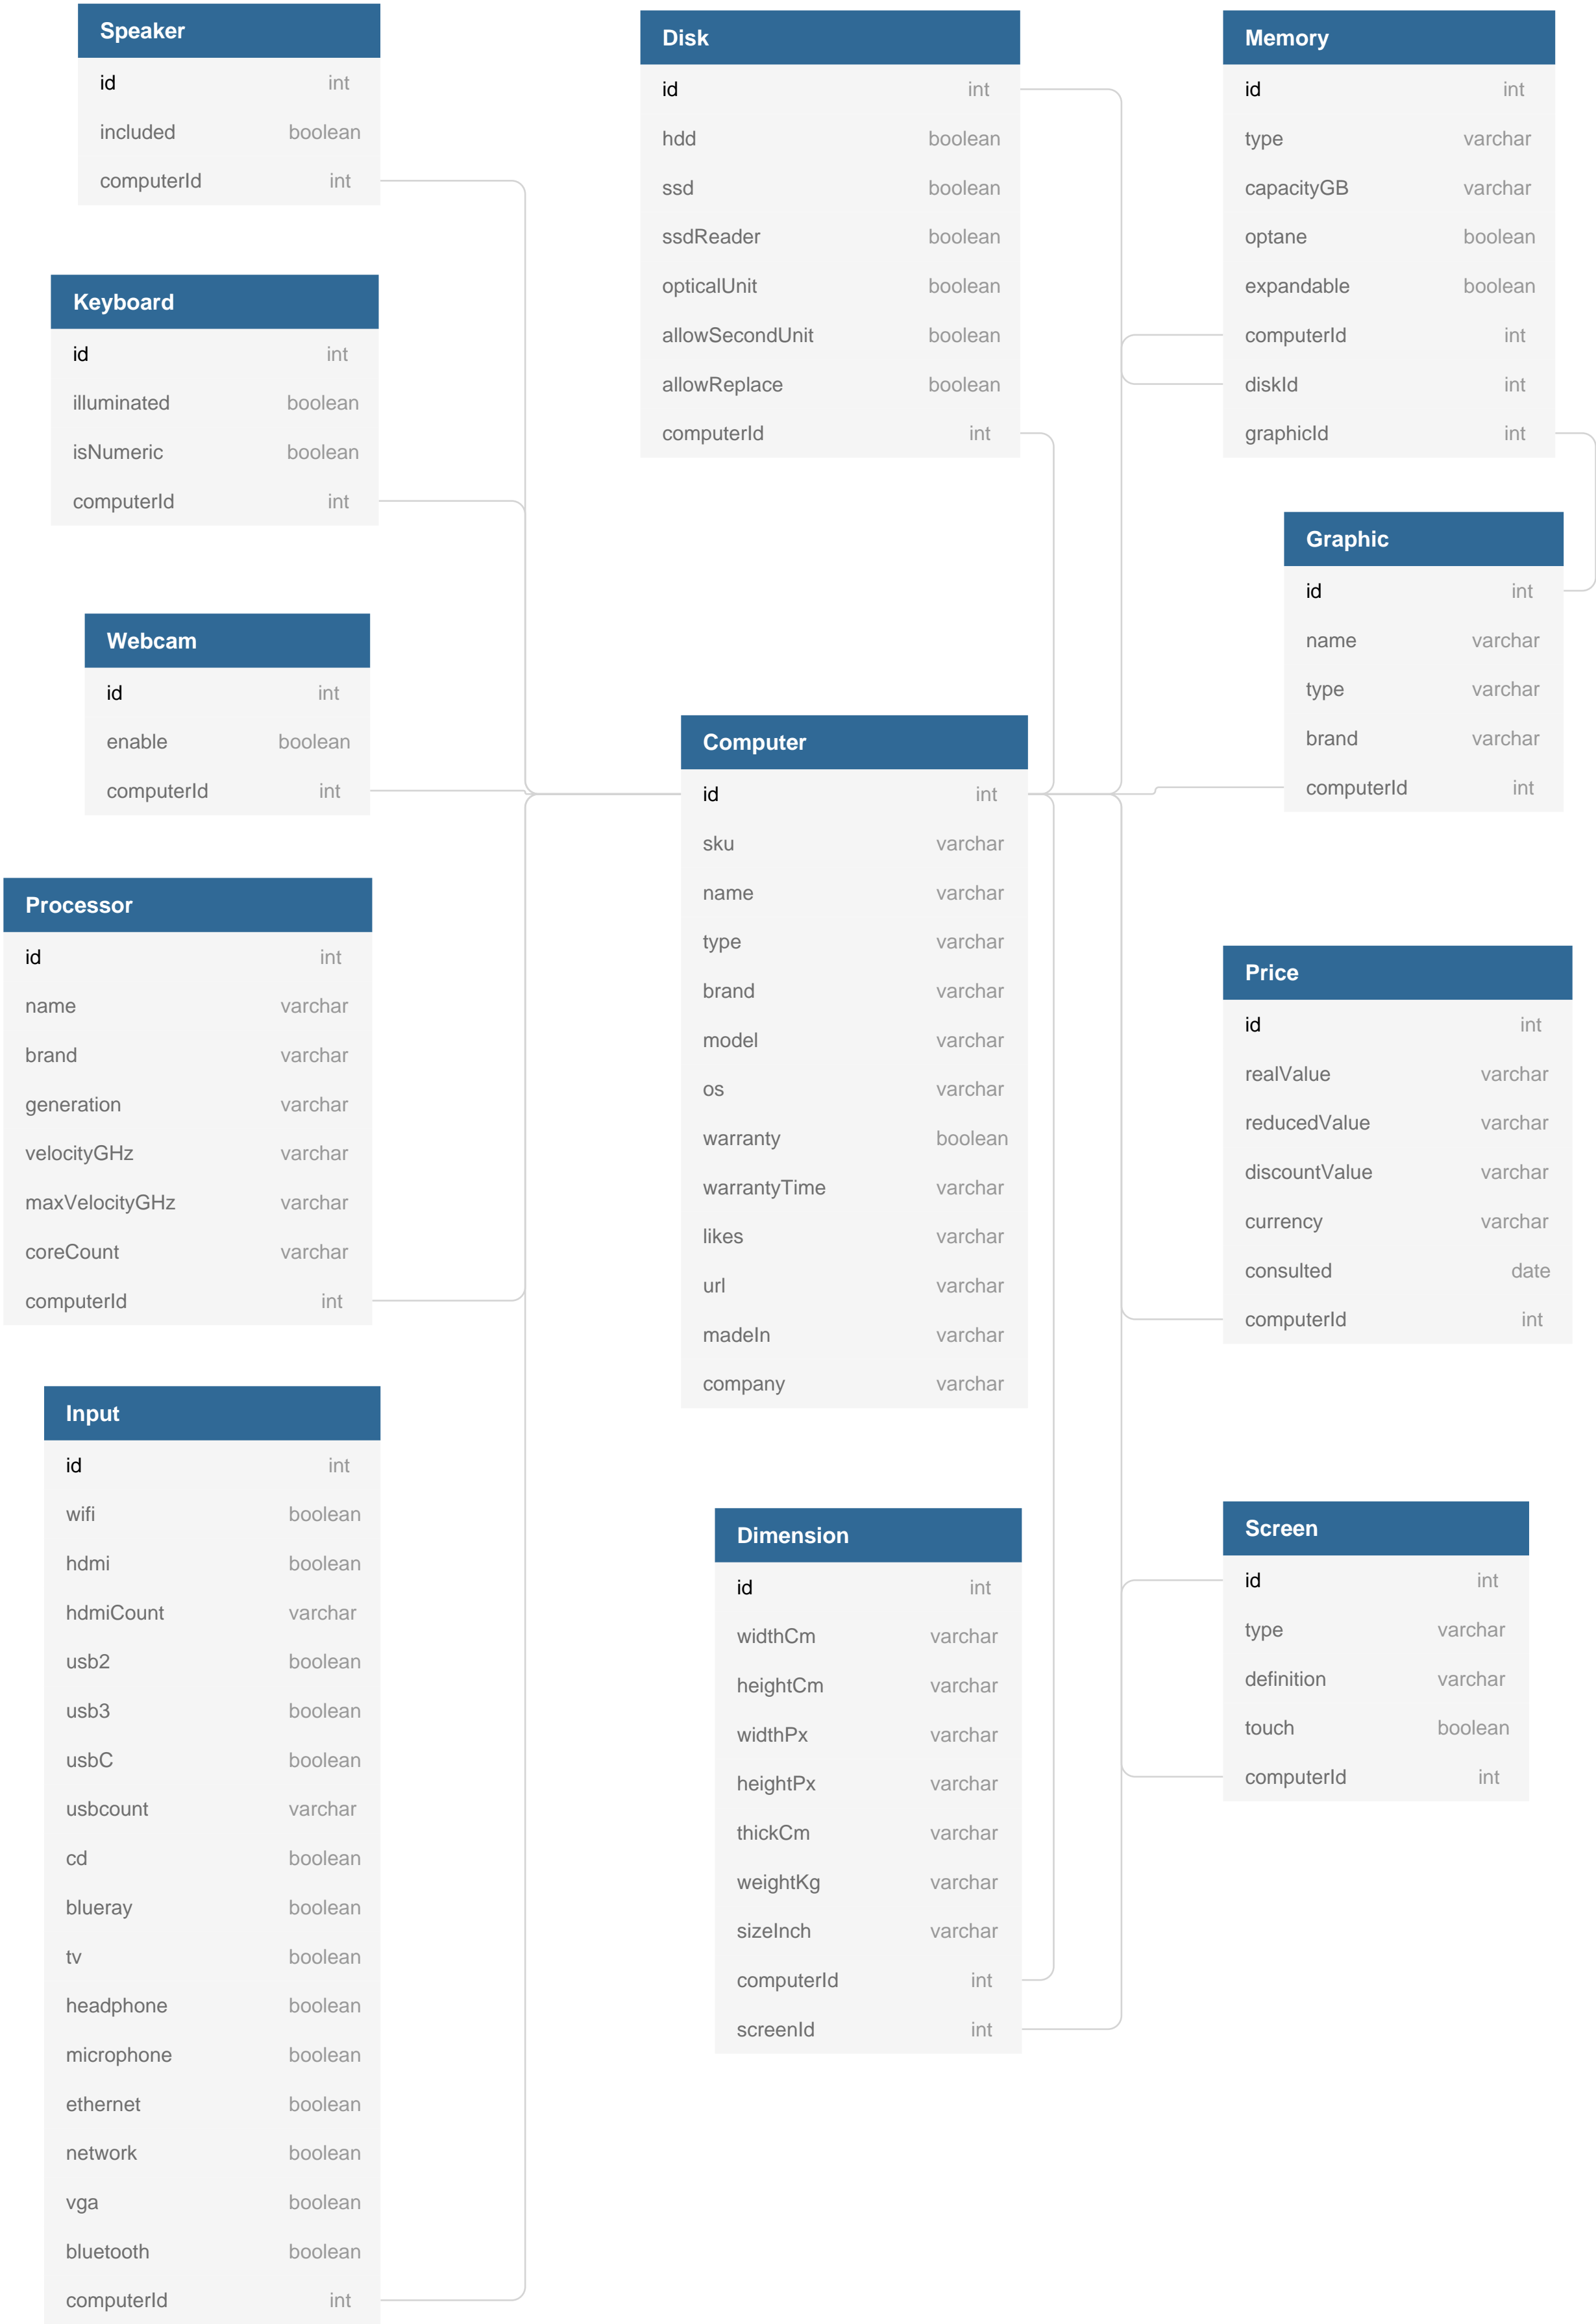 Speaker
id int
included boolean
computerId int
Keyboard
id int
illuminated boolean
isNumeric boolean
computerId int
Webcam
id int
enable boolean
computerId int
Processor
id int
name varchar
brand varchar
generation varchar
velocityGHz varchar
maxVelocityGHz varchar
coreCount varchar
computerId int
Input
id int
wifi boolean
hdmi boolean
hdmiCount varchar
usb2 boolean
usb3 boolean
usbC boolean
usbcount varchar
cd boolean
blueray boolean
tv boolean
headphone boolean
microphone boolean
ethernet boolean
network boolean
vga boolean
bluetooth boolean
computerId int
Disk
id int
hdd boolean
ssd boolean
ssdReader boolean
opticalUnit boolean
allowSecondUnit boolean
allowReplace boolean
computerId int
Computer
id int
sku varchar
name varchar
type varchar
brand varchar
model varchar
os varchar
warranty boolean
warrantyTime varchar
likes varchar
url varchar
madeIn varchar
company varchar
Dimension
id int
widthCm varchar
heightCm varchar
widthPx varchar
heightPx varchar
thickCm varchar
weightKg varchar
sizeInch varchar
computerId int
screenId int
Memory
id int
type varchar
capacityGB varchar
optane boolean
expandable boolean
computerId int
diskId int
graphicId int
Graphic
id int
name varchar
type varchar
brand varchar
computerId int
Price
id int
realValue varchar
reducedValue varchar
discountValue varchar
currency varchar
consulted date
computerId int
Screen
id int
type varchar
definition varchar
touch boolean
computerId int